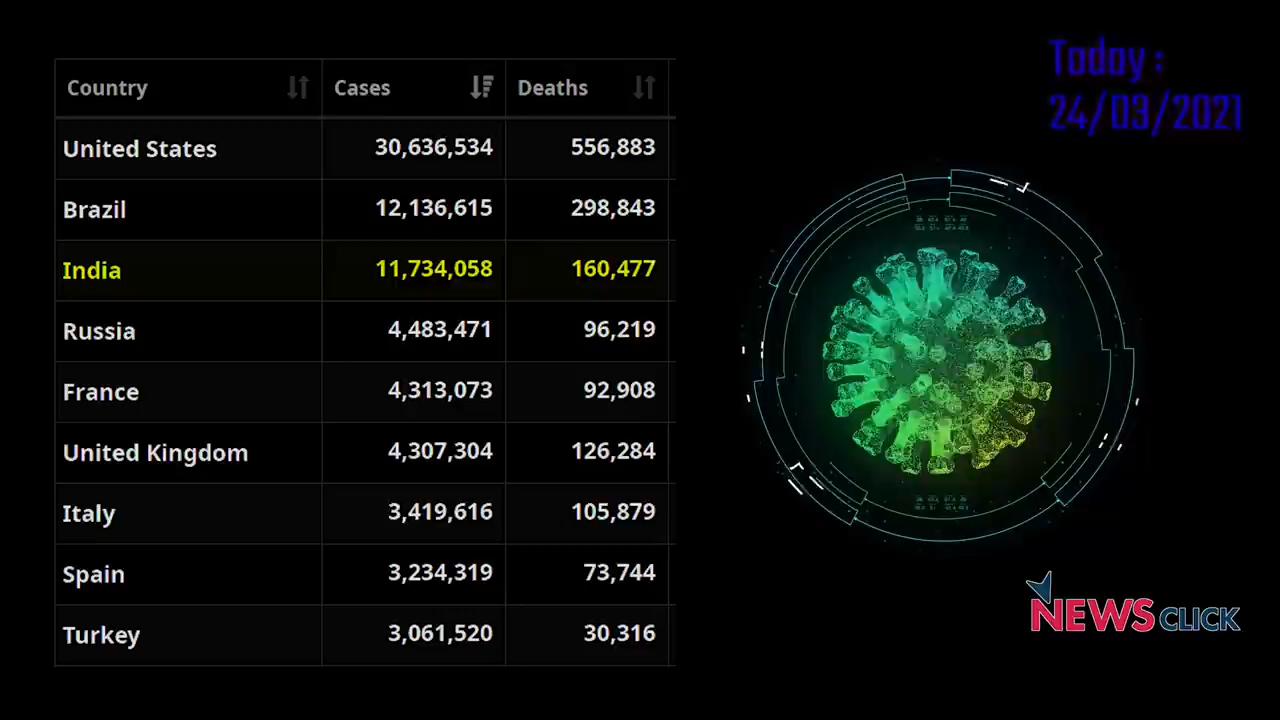 Country Cases Deaths
United States 30,636,534 556,883
Brazil 12,136,615 298,843
India 11,734,058 160,477
Russia 4,483,471 96,219
France 4,313,073 92,908
United Kingdom 4,307,304 126,284
Italy 3,419,616 105,879
Spain 3,234,319 73,744
Turkey 3,061,520 30,316
Today :
24/03/2021
NEWSCLICK